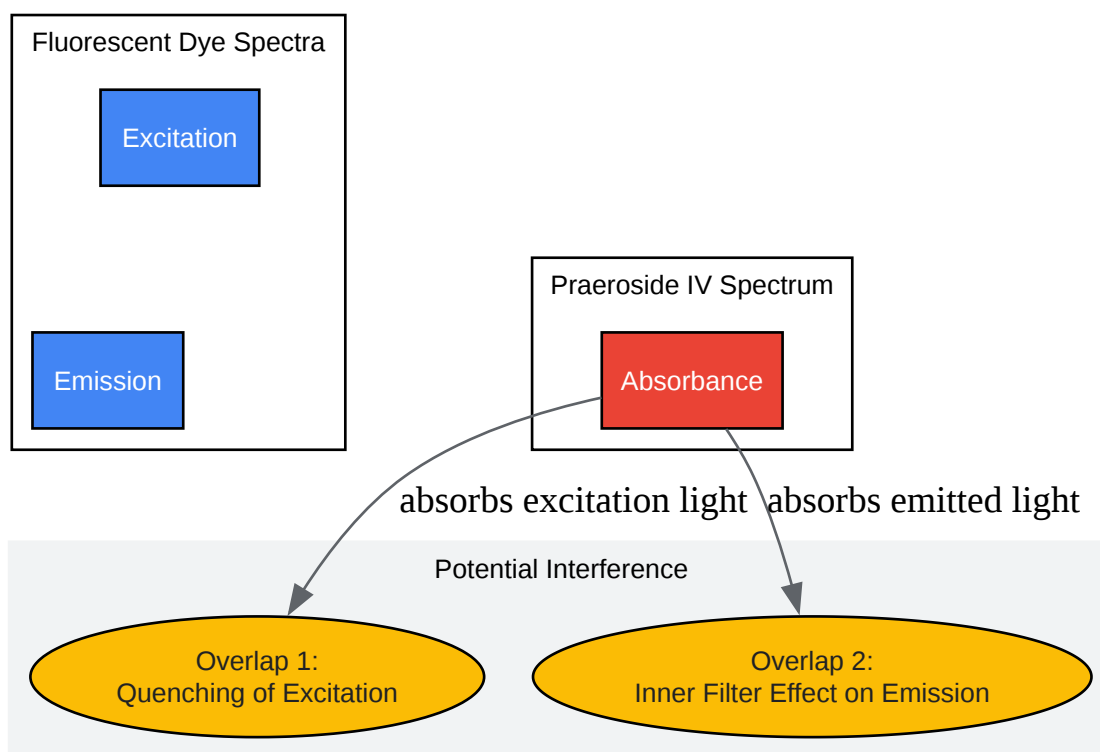 Fluorescent Dye Spectra
Excitation
Emission
Praeroside IV Spectrum
Absorbance
absorbs excitation light
absorbs emitted light
Potential Interference
Overlap 1:
Quenching of Excitation
Overlap 2:
Inner Filter Effect on Emission